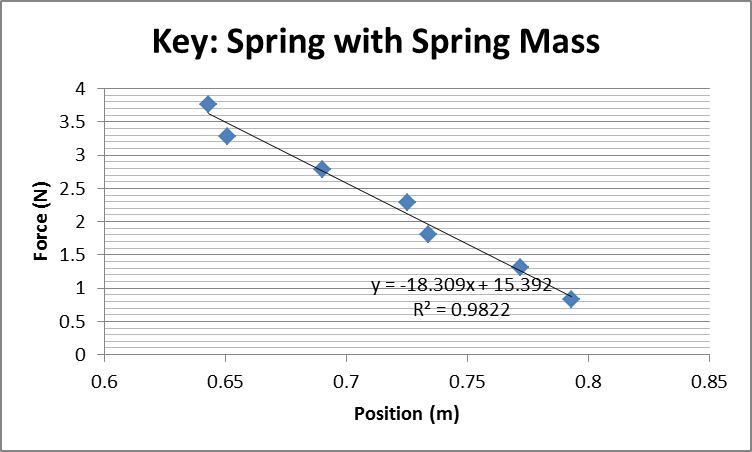 Key: Spring with Spring Mass
4
3.5
3
2.5
2
1.5
1
0.5
0
Force (N)
y = -18.309x + 15.392
R² = 0.9822
0.6 0.65 0.7 0.75 0.8 0.85
Position (m)